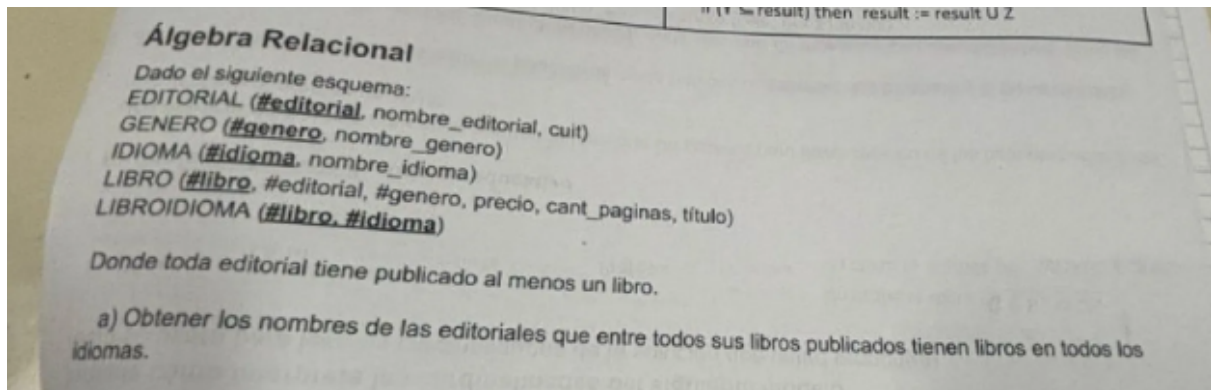 result) then result := result U Z
Álgebra Relacional
Dado el siguiente esquema:
EDITORIAL (#editorial, nombre_editorial, cuit)
GENERO (#genero, nombre_genero)
IDIOMA (#idioma, nombre_idioma)
LIBRO (#libro, #editorial, #genero, precio, cant_paginas, título)
LIBROIDIOMA (#libro, #idioma)
Donde toda editorial tiene publicado al menos un libro.
a) Obtener los nombres de las editoriales que entre todos sus libros publicados tienen libros en todos los
idiomas.